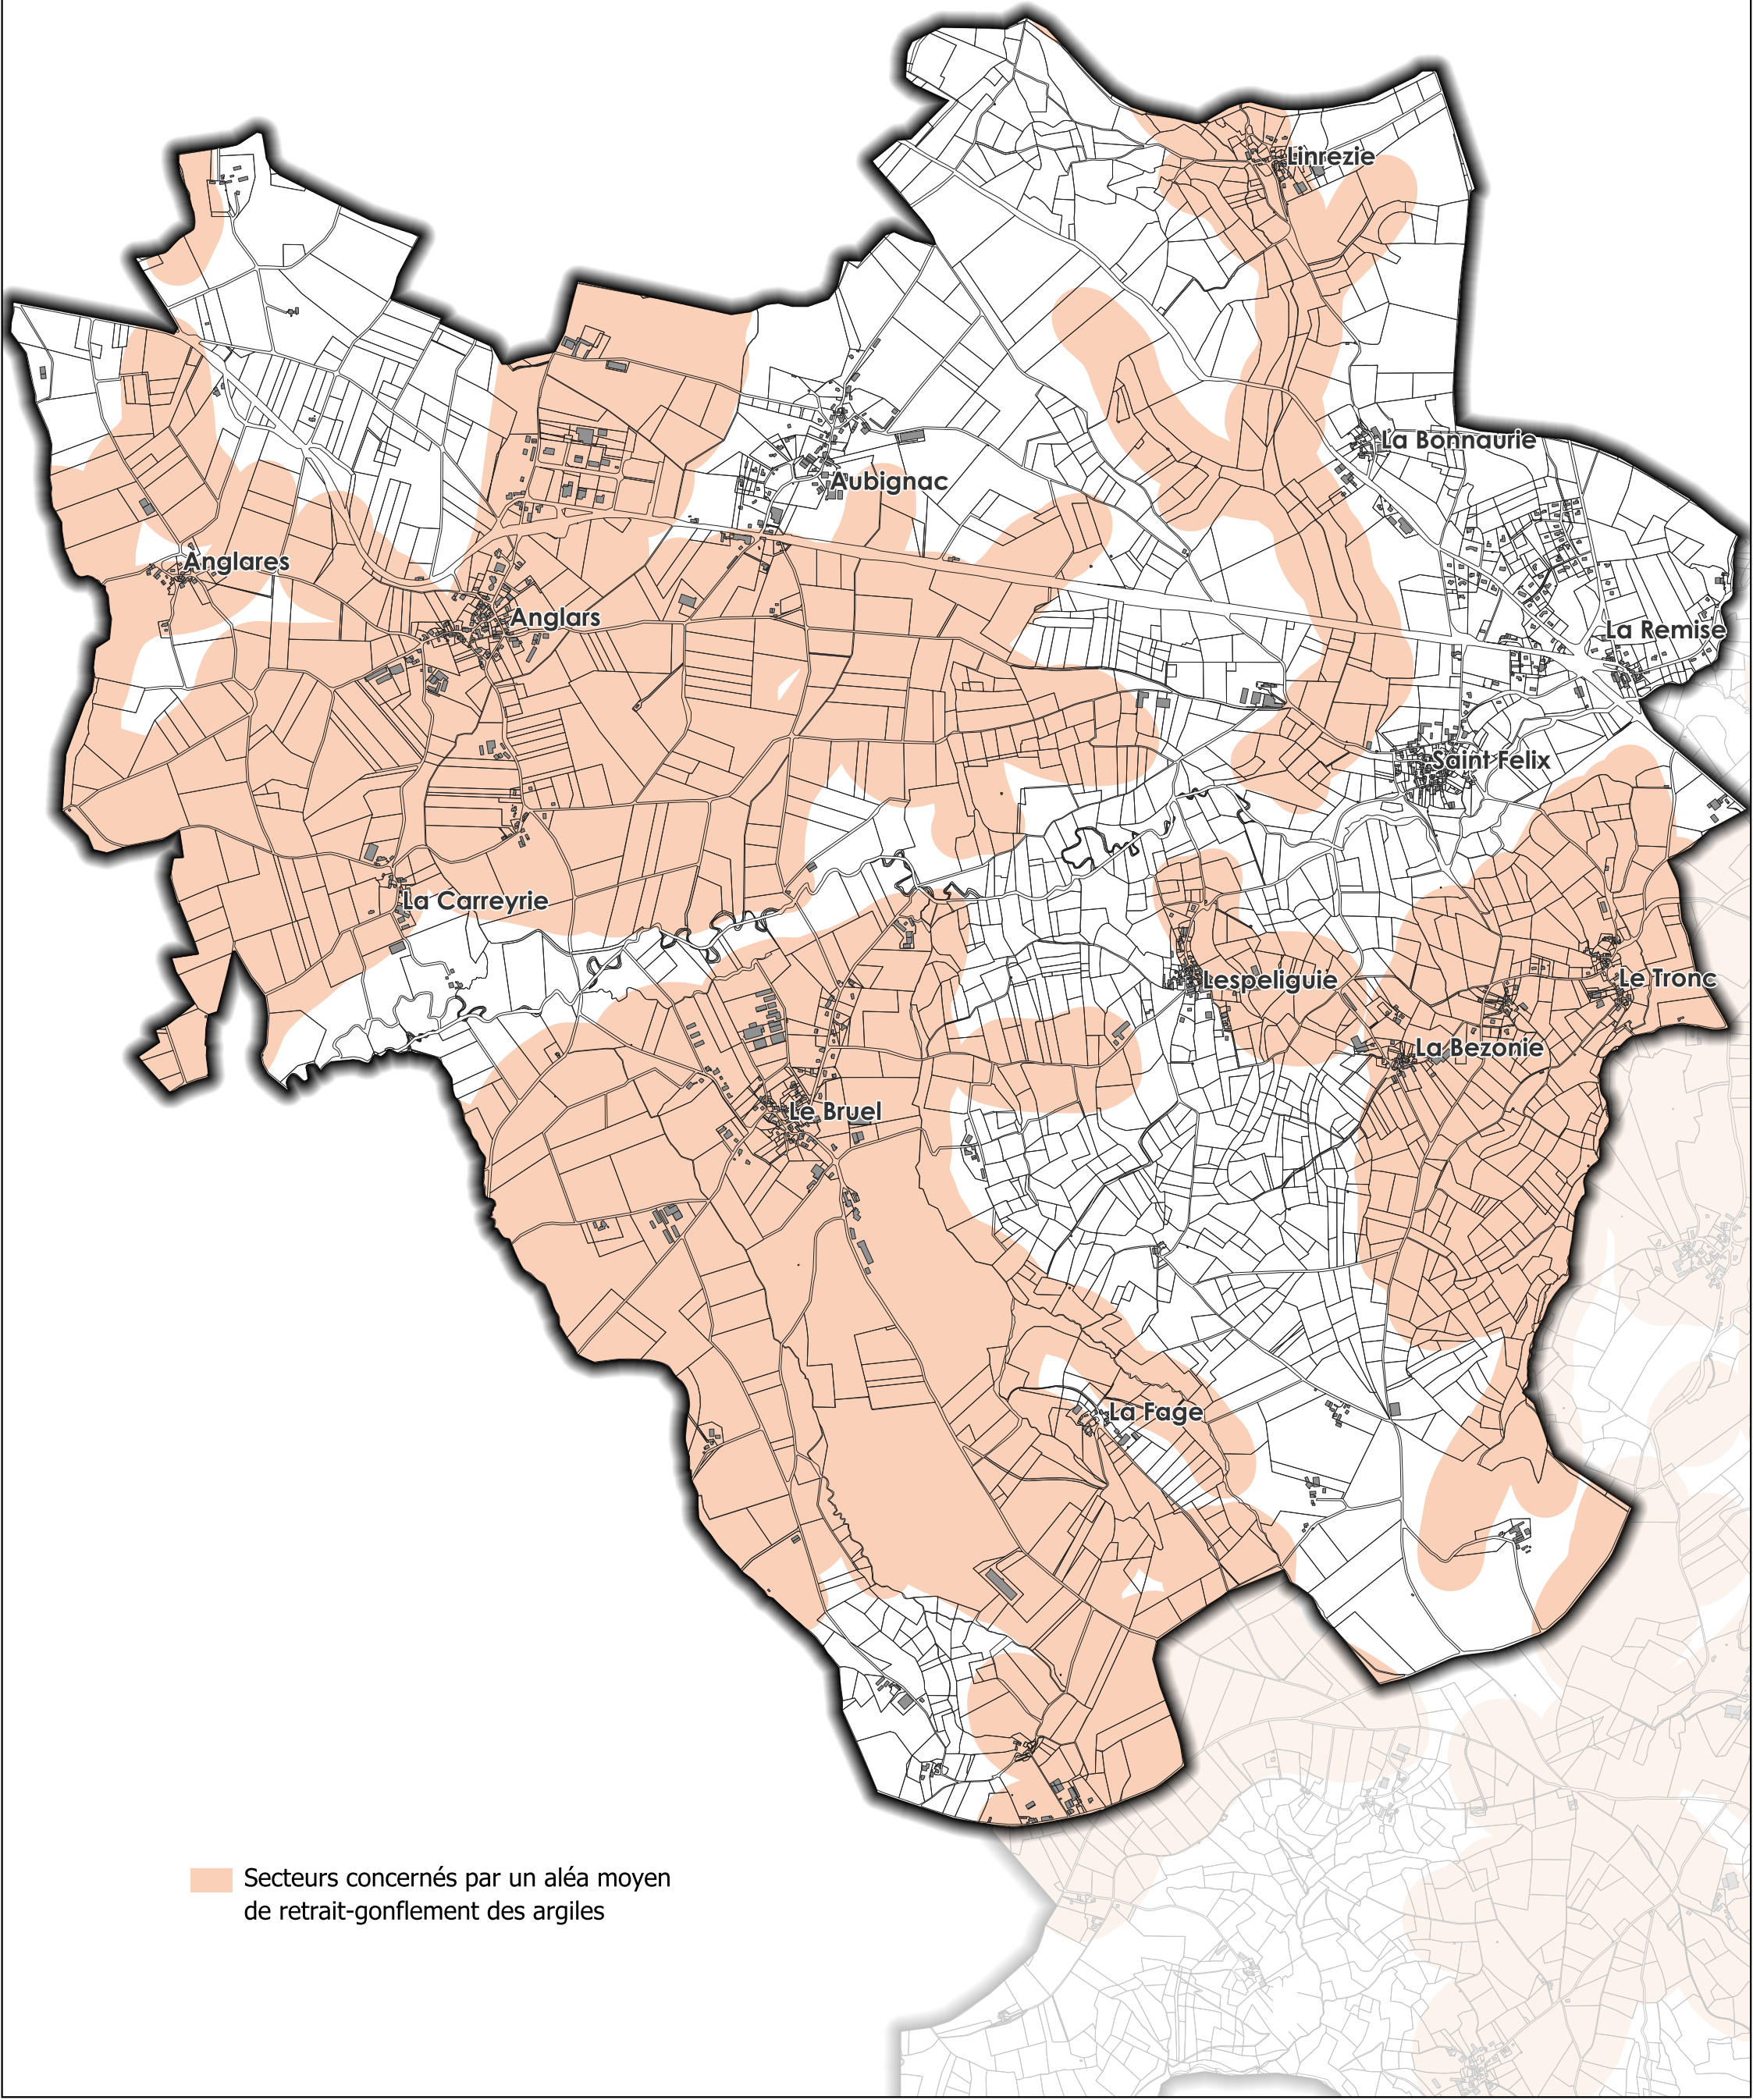 Linrezie
La Bonnaurie
Aubignac
Anglares
Anglars
La Remise
Saint Felix
La Carreyrie
Lespeliguie
Le Tronc
La Bezonie
Le Bruel
La Fage
Secteurs concernés par un aléa moyen
de retrait-gonflement des argiles